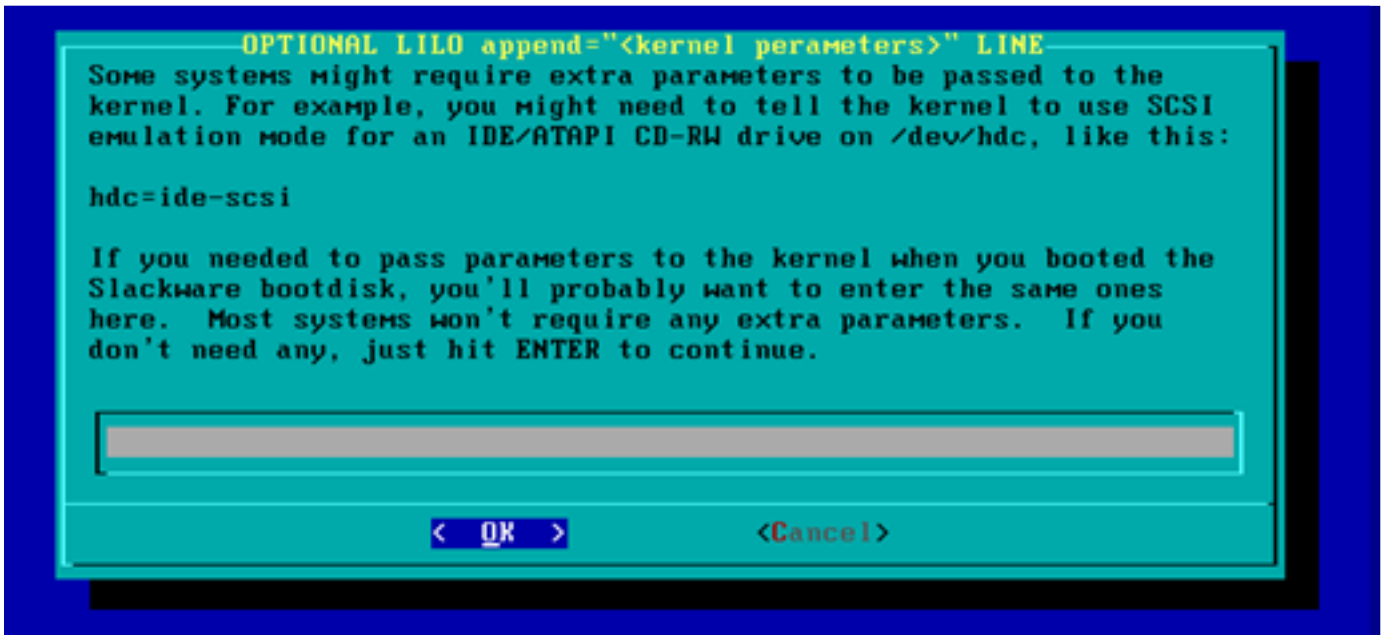 OPTIONAL LILO append="<kernel perameters>" LINE
Some systems might require extra parameters to be passed to the
kernel. For example, you might need to tell the kernel to use SCSI
emulation mode for an IDE/ATAPI CD-RW drive on /dev/hdc, like this:
hdc=ide-scsi
If you needed to pass parameters to the kernel when you booted the
Slackware bootdisk, you'll probably want to enter the same ones
here.  Most systems won't require any extra parameters.  If you
don't need any, just hit ENTER to continue.
<  OK  > <Cancel>